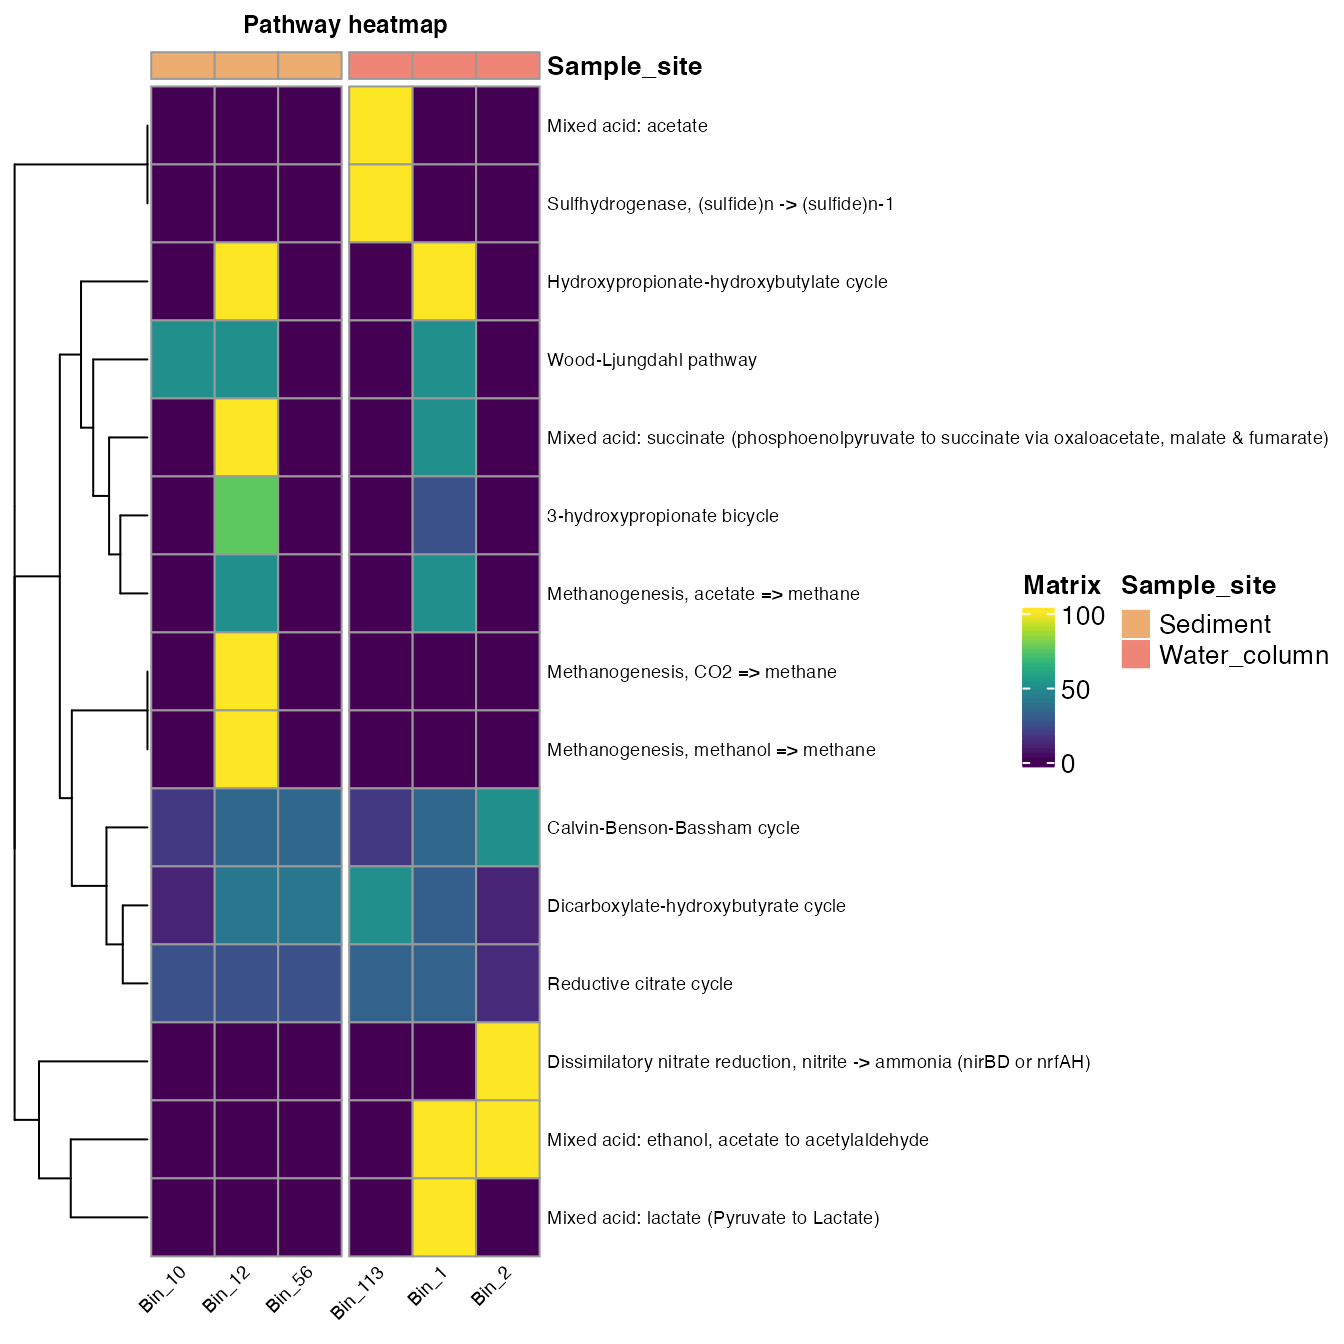 Pathway heatmap
Sample_site
Mixed acid: acetate
Sulfhydrogenase, (sulfide)n -> (sulfide)n-1
Hydroxypropionate-hydroxybutylate cycle
Wood-Ljungdahl pathway
Mixed acid: succinate (phosphoenolpyruvate to succinate via oxaloacetate, malate & fumarate)
3-hydroxypropionate bicycle
Methanogenesis, acetate => methane
Methanogenesis, CO2 => methane
Methanogenesis, methanol => methane
Calvin-Benson-Bassham cycle
Dicarboxylate-hydroxybutyrate cycle
Reductive citrate cycle
Dissimilatory nitrate reduction, nitrite -> ammonia (nirBD or nrfAH)
Mixed acid: ethanol, acetate to acetylaldehyde
Mixed acid: lactate (Pyruvate to Lactate)
Bin_10 Bin_12 Bin_56 Bin_113 Bin_1 Bin_2
Matrix
100
50
0
Sample_site
Sediment
Water_column